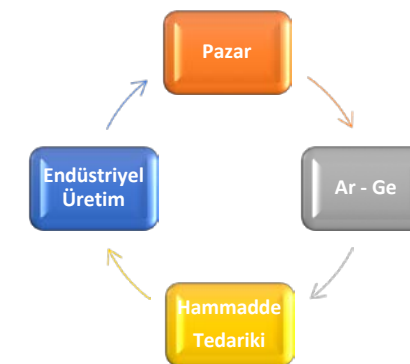 Pazar
Ar - Ge
Hammadde
Tedariki
Endüstriyel
Üretim